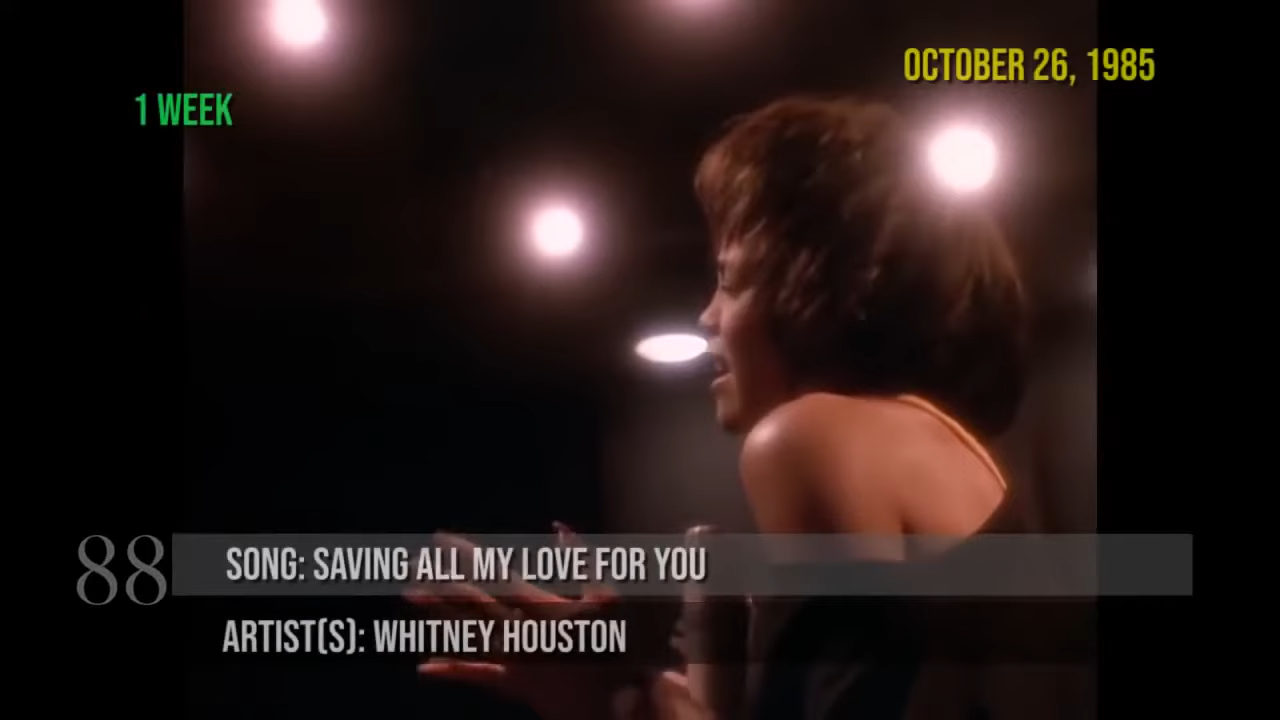 OCTOBER 26, 1985
1 WEEK
88
SONG: SAVING ALL MY LOVE FOR YOU
ARTIST(S): WHITNEY HOUSTON